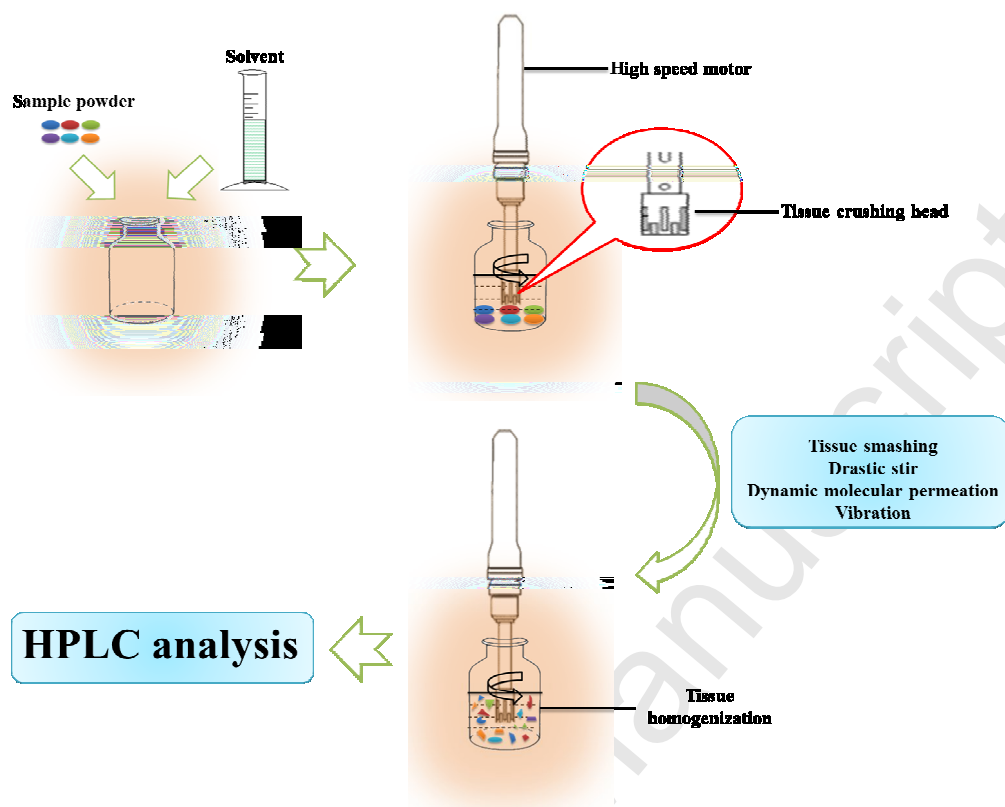 Solvent
Sample powder
High speed motor
Tissue crushing head
Tissue smashing
Drastic stir
Dynamic molecular permeation
Vibration
HPLC analysis
Tissue
homogenization
anuscript